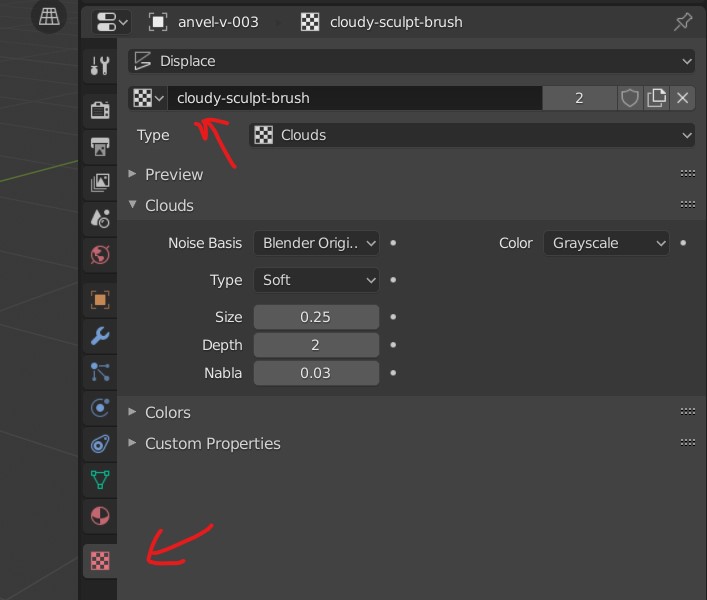 anvel-v-003 cloudy-sculpt-brush
Displace
cloudy-sculpt-brush 2
Type Clouds
Preview
Clouds
Noise Basis Blender Origi.. Color Grayscale
Type Soft
Size 0.25
Depth 2
Nabla 0.03
Colors
Custom Properties